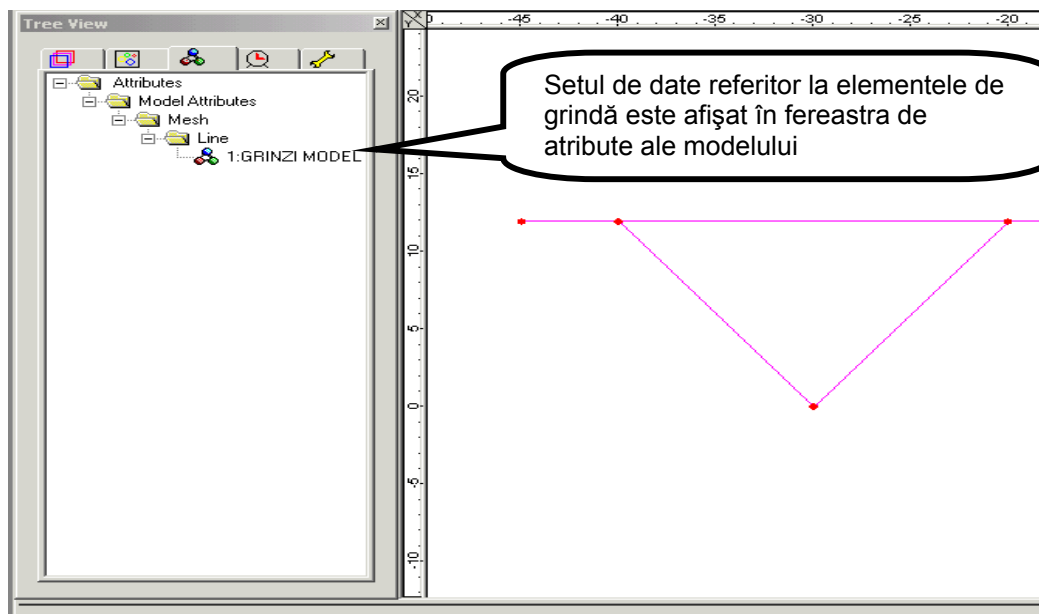 Tree View
Attributes
Model Attributes
Mesh
Line
1:GRINZI MODEL
X
Y
-45 -40 -35 -30 -25 -20
20
15
10
5
0
-5
-10
Setul de date referitor la elementele de
grindă este afişat în fereastra de
atribute ale modelului